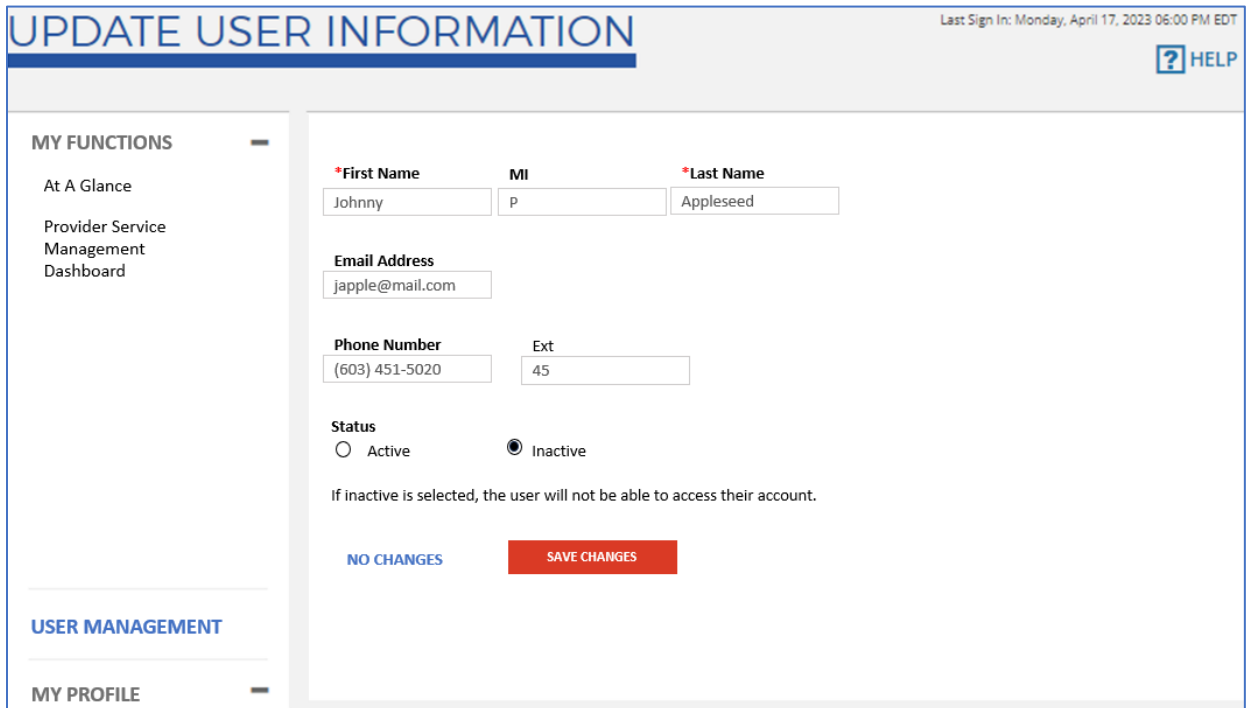 UPDATE USER INFORMATION
Last Sign In: Monday, April 17, 2023 06:00 PM EDT
? HELP
MY FUNCTIONS
At A Glance
Provider Service
Management
Dashboard
USER MANAGEMENT
MY PROFILE
*First Name MI *Last Name
Johnny P Appleseed
Email Address
japple@mail.com
Phone Number Ext
(603) 451-5020 45
Status
Active Inactive
If inactive is selected, the user will not be able to access their account.
NO CHANGES SAVE CHANGES